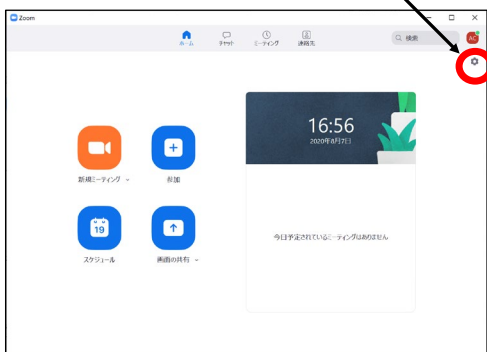 Zoom
ホーム
チャット
ミーティング
連絡先
検索
AC
16:56
2020年8月7日
新規ミーティング
参加
19
スケジュール
画面の共有
今日予定されているミーティングはありません